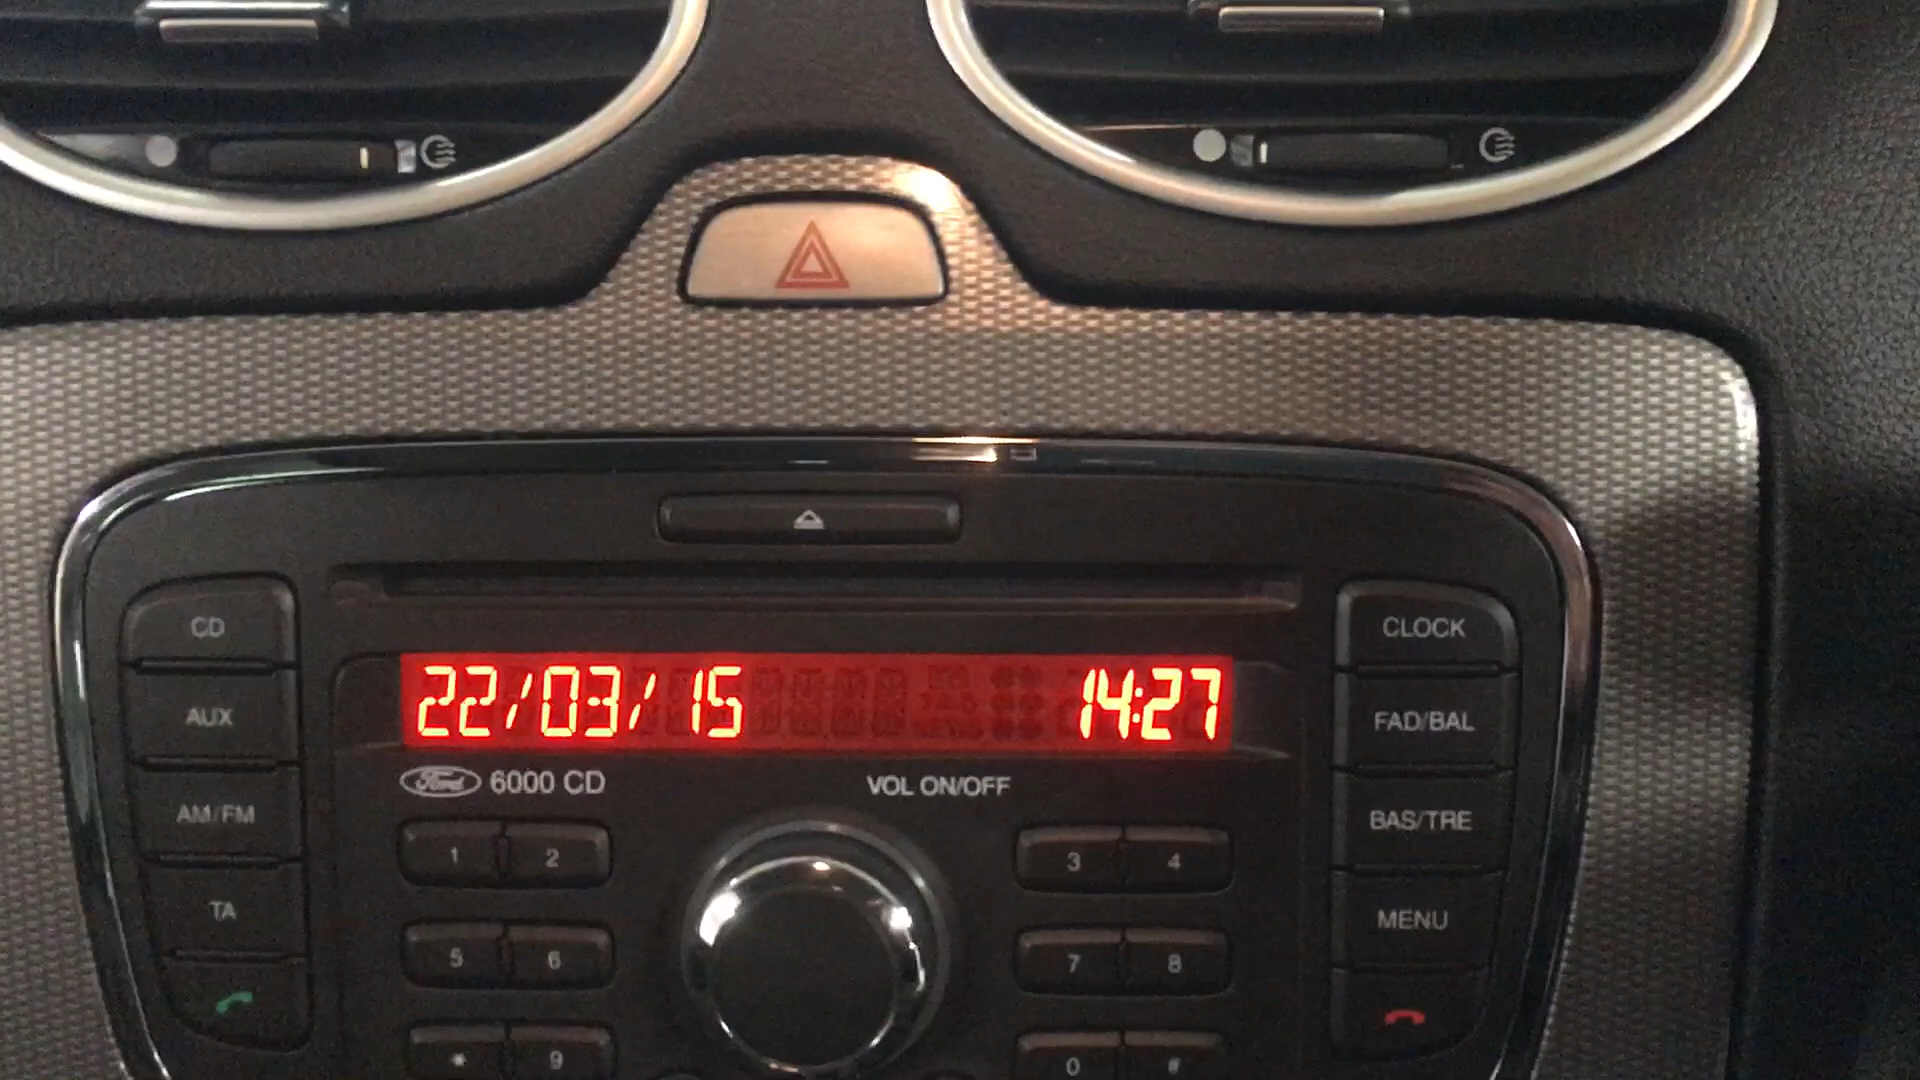 CD
CLOCK
22/03/15 14:27
AUX
FAD/BAL
Ford 6000 CD
VOL ON/OFF
AM/FM
BAS/TRE
1 2
3 4
TA
MENU
5 6
7 8
* 9
0 #